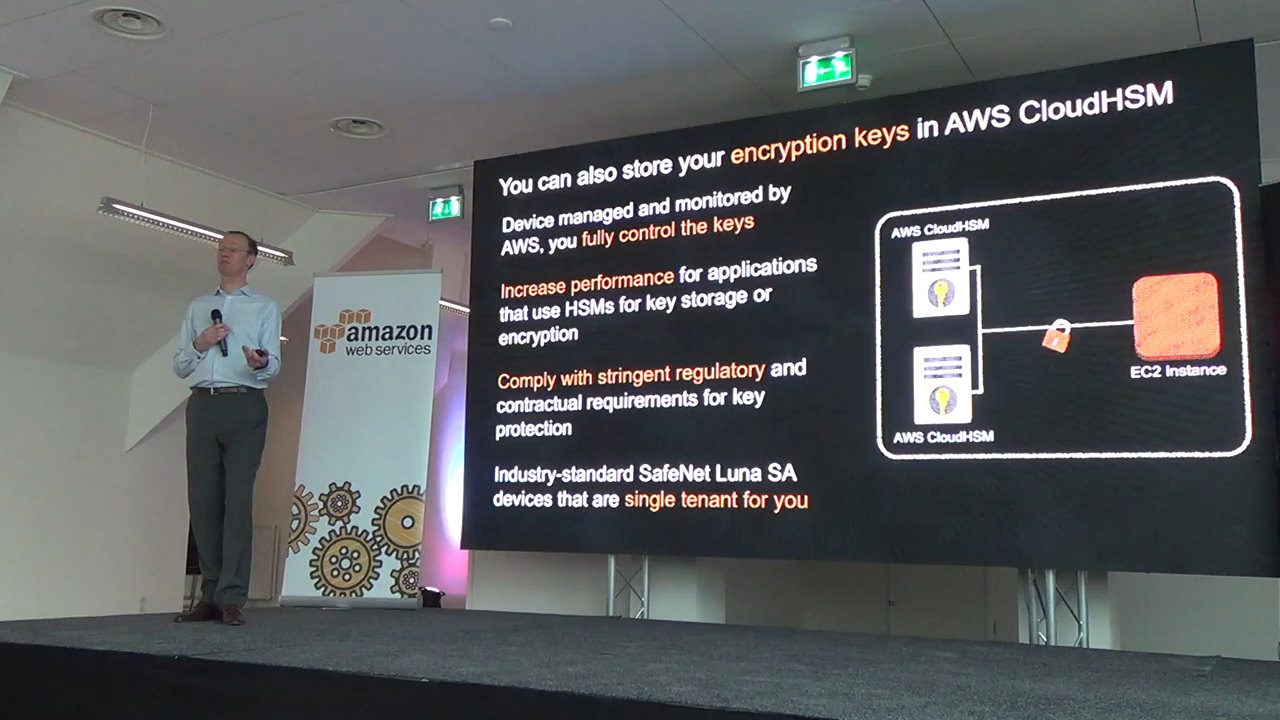 You can also store your encryption keys in AWS CloudHSM
Device managed and monitored by
AWS, you fully control the keys
Increase performance for applications
that use HSMs for key storage or
encryption
Comply with stringent regulatory and
contractual requirements for key
protection
Industry-standard SafeNet Luna SA
devices that are single tenant for you
AWS CloudHSM
EC2 Instance
AWS CloudHSM
amazon
web services